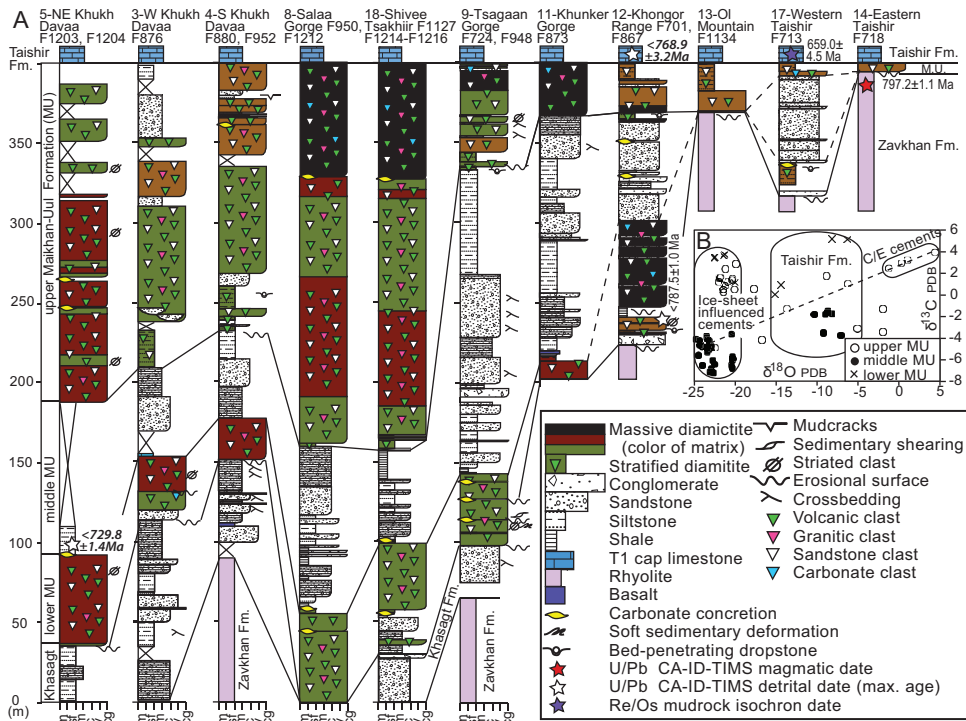 A
5-NE Khukh Davaa F1203, F1204
3-W Khukh Davaa F876
4-S Khukh Davaa F880, F952
8-Salaa Gorge F950, F1212
18-Shivee Tsakhiir F1127 F1214-F1216
9-Tsagaan Gorge F724, F948
11-Khunker Gorge F873
12-Khongor Range F701, F867
13-Ol Mountain F1134
17-Western Taishir F713
14-Eastern Taishir F718
Taishir Fm.
350
300
250
200
150
100
50
0 (m)
upper Maikhan-Uul Formation (MU)
middle MU
lower MU
Khasagt
<729.8 ±1.4Ma
Zavkhan Fm.
Khasagt Fm.
Zavkhan Fm.
<768.9 ±3.2Ma
<787.5±1.0 Ma
659.0± 4.5 Ma
Taishir Fm.
M.U.
797.2±1.1 Ma
Zavkhan Fm.
B
Taishir Fm.
C/E cements
Ice-sheet influenced cements
upper MU
middle MU
lower MU
6
4
2
0
-2
-4
-6
-8
δ13C PDB
δ18O PDB
-25 -20 -15 -10 -5 0 5
Massive diamictite (color of matrix)
Stratified diamitite
Conglomerate
Sandstone
Siltstone
Shale
T1 cap limestone
Rhyolite
Basalt
Carbonate concretion
Soft sedimentary deformation
Bed-penetrating dropstone
U/Pb CA-ID-TIMS magmatic date
U/Pb CA-ID-TIMS detrital date (max. age)
Re/Os mudrock isochron date
Mudcracks
Sedimentary shearing
Striated clast
Erosional surface
Crossbedding
Volcanic clast
Granitic clast
Sandstone clast
Carbonate clast